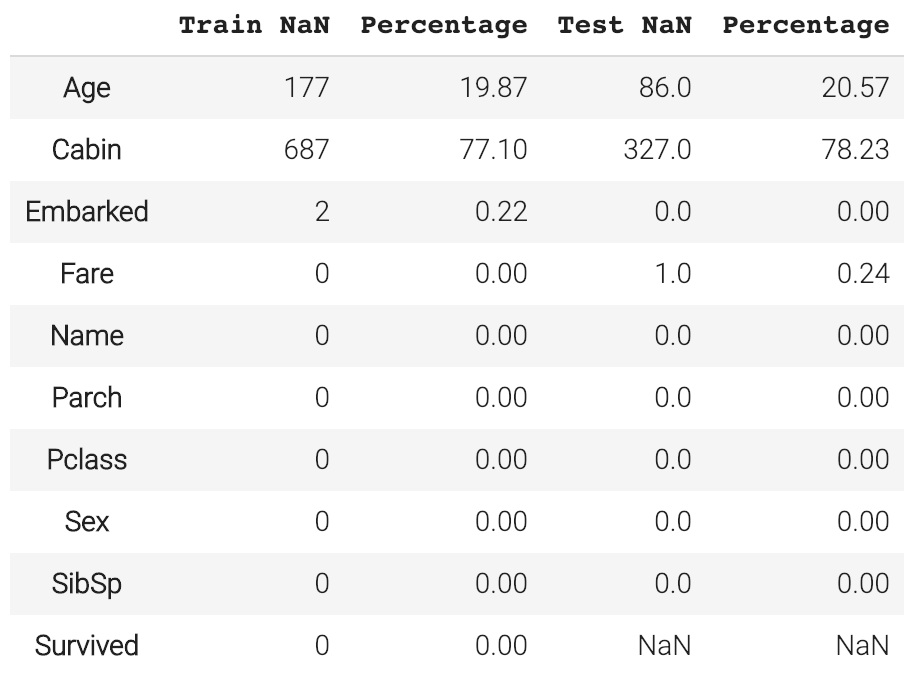 Train NaN Percentage Test NaN Percentage
Age 177 19.87 86.0 20.57
Cabin 687 77.10 327.0 78.23
Embarked 2 0.22 0.0 0.00
Fare 0 0.00 1.0 0.24
Name 0 0.00 0.0 0.00
Parch 0 0.00 0.0 0.00
Pclass 0 0.00 0.0 0.00
Sex 0 0.00 0.0 0.00
SibSp 0 0.00 0.0 0.00
Survived 0 0.00 NaN NaN